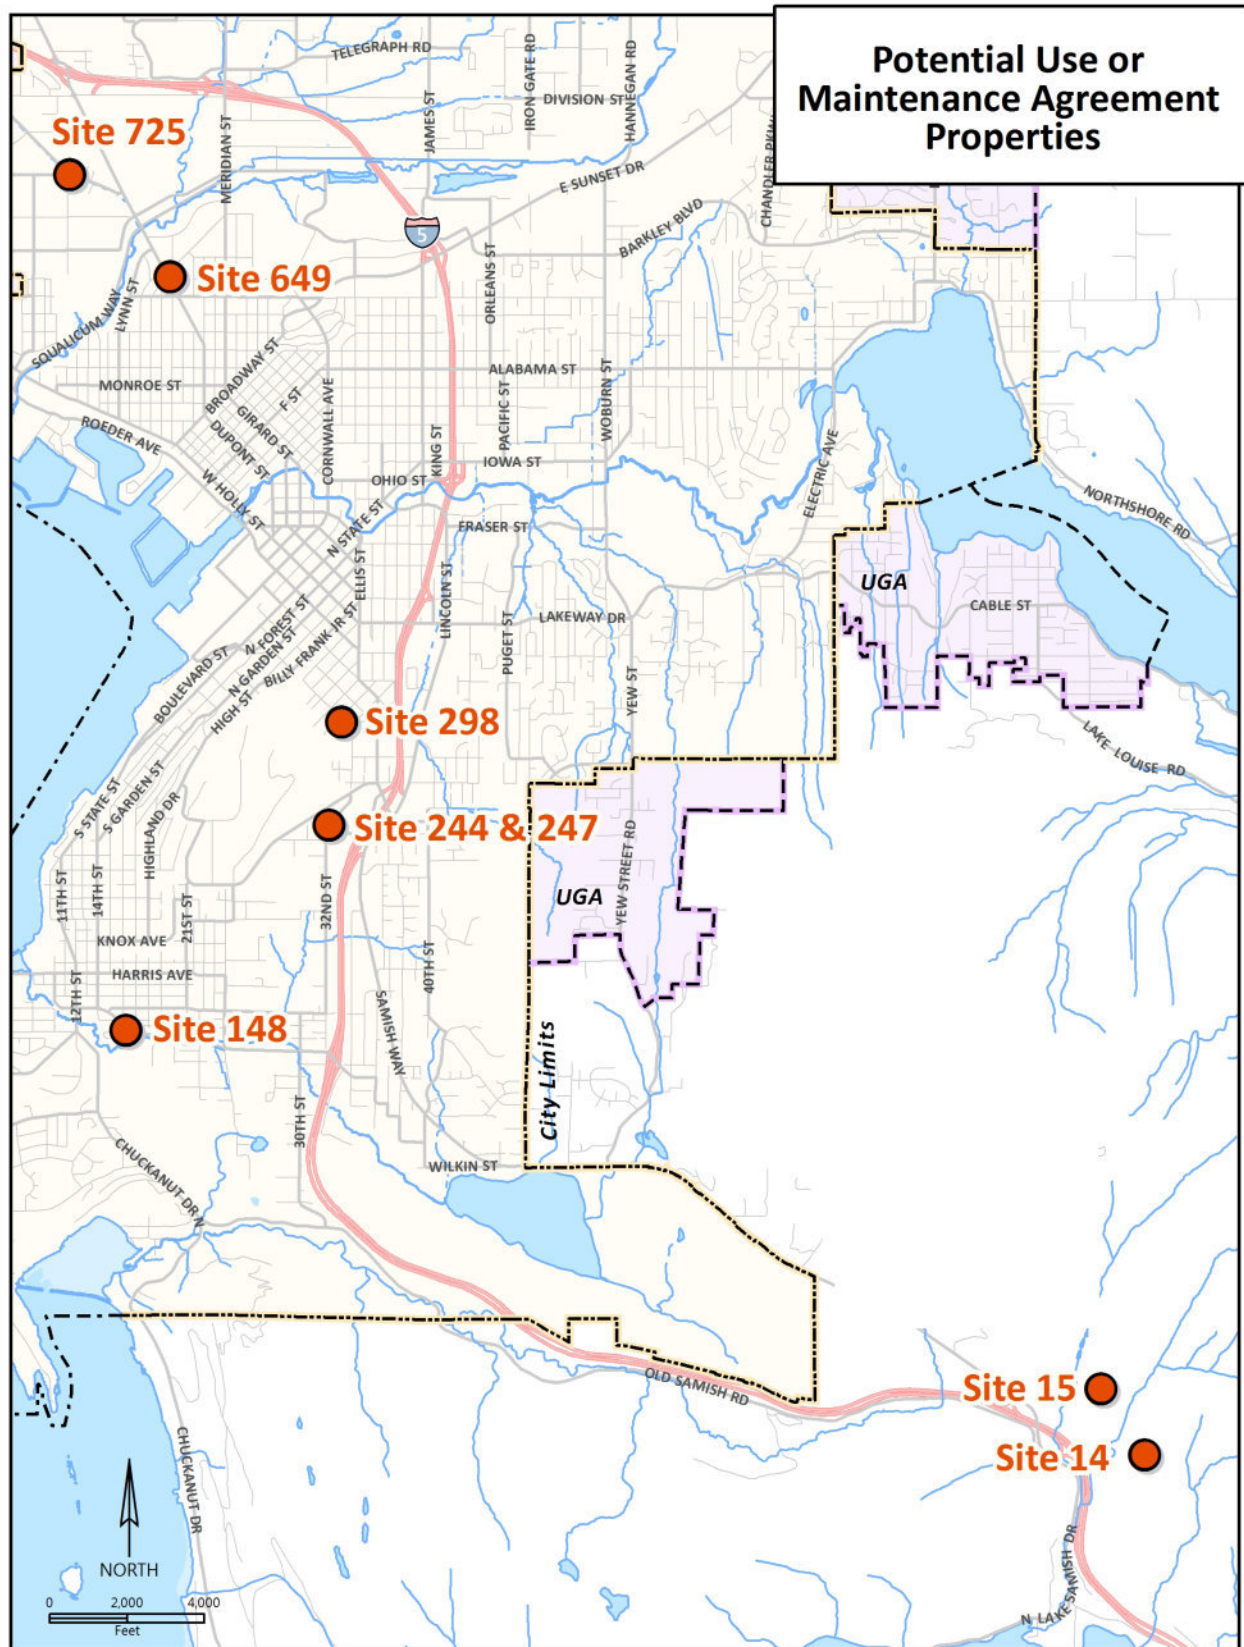 Potential Use or
Maintenance Agreement
Properties
TELEGRAPH RD
IRON GATE RD
HANNEGAN RD
DIVISION ST
JAMES ST
MERIDIAN ST
Site 725
E SUNSET DR
CHANDLER PKWY
BARKLEY BLVD
5
Site 649
ORLEANS ST
LYNN ST
SQUALICUM WAY
BROADWAY ST
MONROE ST
ALABAMA ST
F ST
GIRARD ST
CORNWALL AVE
PACIFIC ST
WOBURN ST
ROEDER AVE
DUPONT ST
KING ST
IOWA ST
OHIO ST
W HOLLY ST
ELECTRIC AVE
NORTHSHORE RD
N STATE ST
FRASER ST
ELLIS ST
LINCOLN ST
UGA
CABLE ST
LAKEWAY DR
PUGET ST
N FOREST ST
N GARDEN ST
BILLY FRANK JR ST
BOULEVARD ST
HIGH ST
YEW ST
Site 298
LAKE LOUISE RD
S STATE ST
S GARDEN ST
HIGHLAND DR
Site 244 & 247
YEW STREET RD
UGA
11TH ST
14TH ST
21ST ST
32ND ST
KNOX AVE
40TH ST
HARRIS AVE
12TH ST
SAMISH WAY
Site 148
City Limits
30TH ST
WILKIN ST
CHUCKANUT DR N
OLD SAMISH RD
Site 15
Site 14
CHUCKANUT DR
N LAKE SAMISH DR
NORTH
0 2,000 4,000
Feet